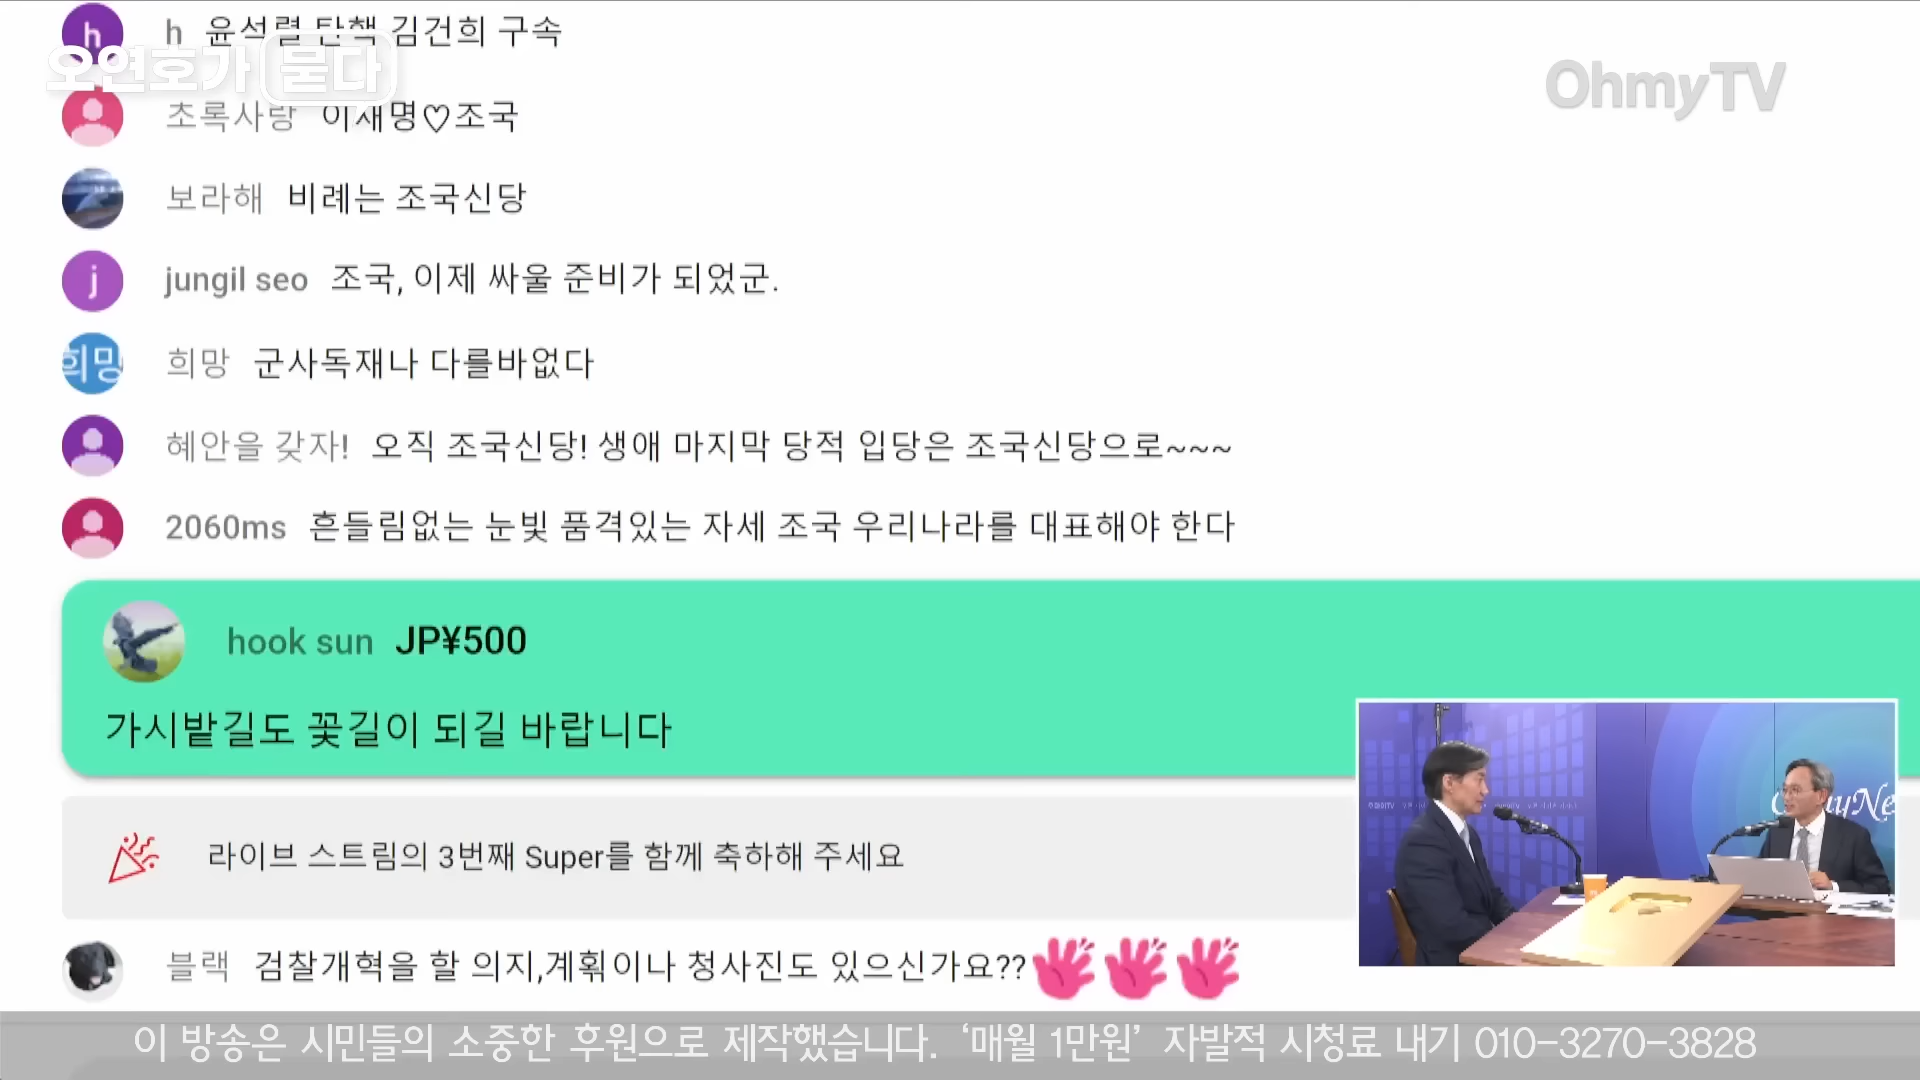 h 윤석렬 탄핵 김건희 구속
오연호가 묻다
OhmyTV
초록사랑 이재명♡조국
보라해 비례는 조국신당
jungil seo 조국, 이제 싸울 준비가 되었군.
희망 군사독재나 다를바없다
혜안을 갖자! 오직 조국신당! 생애 마지막 당적 입당은 조국신당으로~~~
2060ms 흔들림없는 눈빛 품격있는 자세 조국 우리나라를 대표해야 한다
hook sun JP¥500
가시밭길도 꽃길이 되길 바랍니다
라이브 스트림의 3번째 Super를 함께 축하해 주세요
블랙 검찰개혁을 할 의지,계획이나 청사진도 있으신가요??
이 방송은 시민들의 소중한 후원으로 제작했습니다. ‘매월 1만원’ 자발적 시청료 내기 010-3270-3828